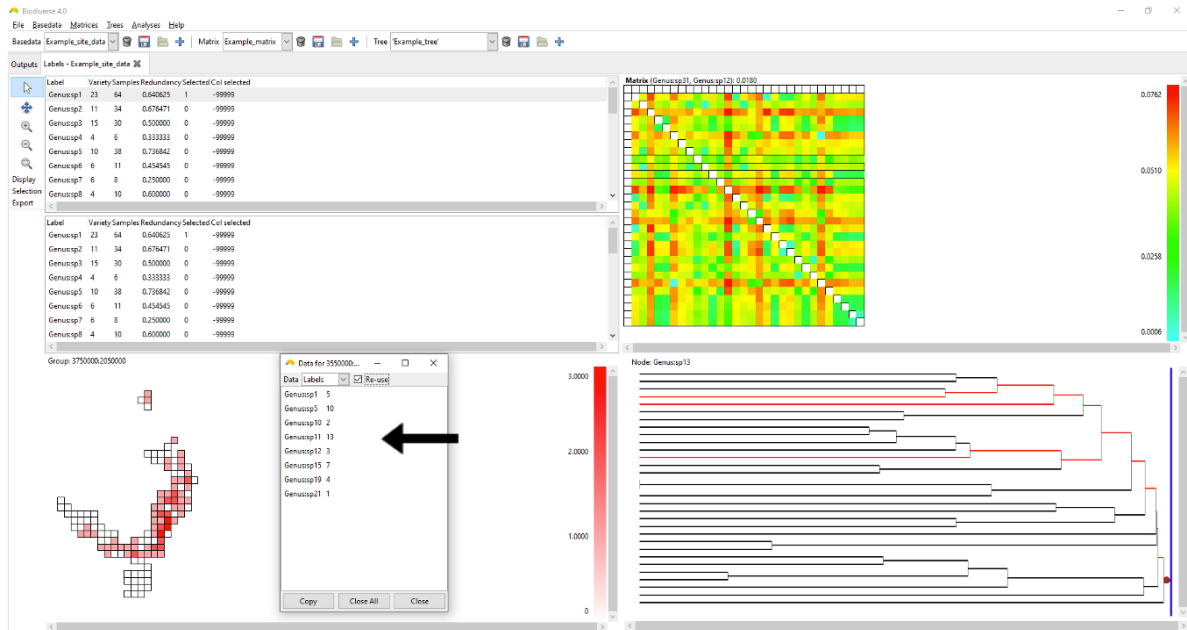 Biodiverse 4.0
File Basedata Matrices Trees Analyses Help
Basedata Example_site_data Matrix Example_matrix Tree 'Example_tree'
Outputs Labels - Example_site_data
Label Variety Samples Redundancy Selected Col selected
Genus:sp1 23 64 0.640625 1 -99999
Genus:sp2 11 34 0.676471 0 -99999
Genus:sp3 15 30 0.500000 0 -99999
Genus:sp4 4 6 0.333333 0 -99999
Genus:sp5 10 38 0.736842 0 -99999
Genus:sp6 6 11 0.454545 0 -99999
Genus:sp7 6 8 0.250000 0 -99999
Genus:sp8 4 10 0.600000 0 -99999
Display
Selection
Export
Label Variety Samples Redundancy Selected Col selected
Genus:sp1 23 64 0.640625 1 -99999
Genus:sp2 11 34 0.676471 0 -99999
Genus:sp3 15 30 0.500000 0 -99999
Genus:sp4 4 6 0.333333 0 -99999
Genus:sp5 10 38 0.736842 0 -99999
Genus:sp6 6 11 0.454545 0 -99999
Genus:sp7 6 8 0.250000 0 -99999
Genus:sp8 4 10 0.600000 0 -99999
Matrix (Genus:sp31, Genus:sp12): 0.0180
0.0762
0.0510
0.0258
0.0006
Group: 3750000:2050000
3.0000
2.0000
1.0000
0
Data for 3550000:...
Data Labels Re-use
Genus:sp1 5
Genus:sp5 10
Genus:sp10 2
Genus:sp11 13
Genus:sp12 3
Genus:sp15 7
Genus:sp19 4
Genus:sp21 1
Copy Close All Close
Node: Genus:sp13